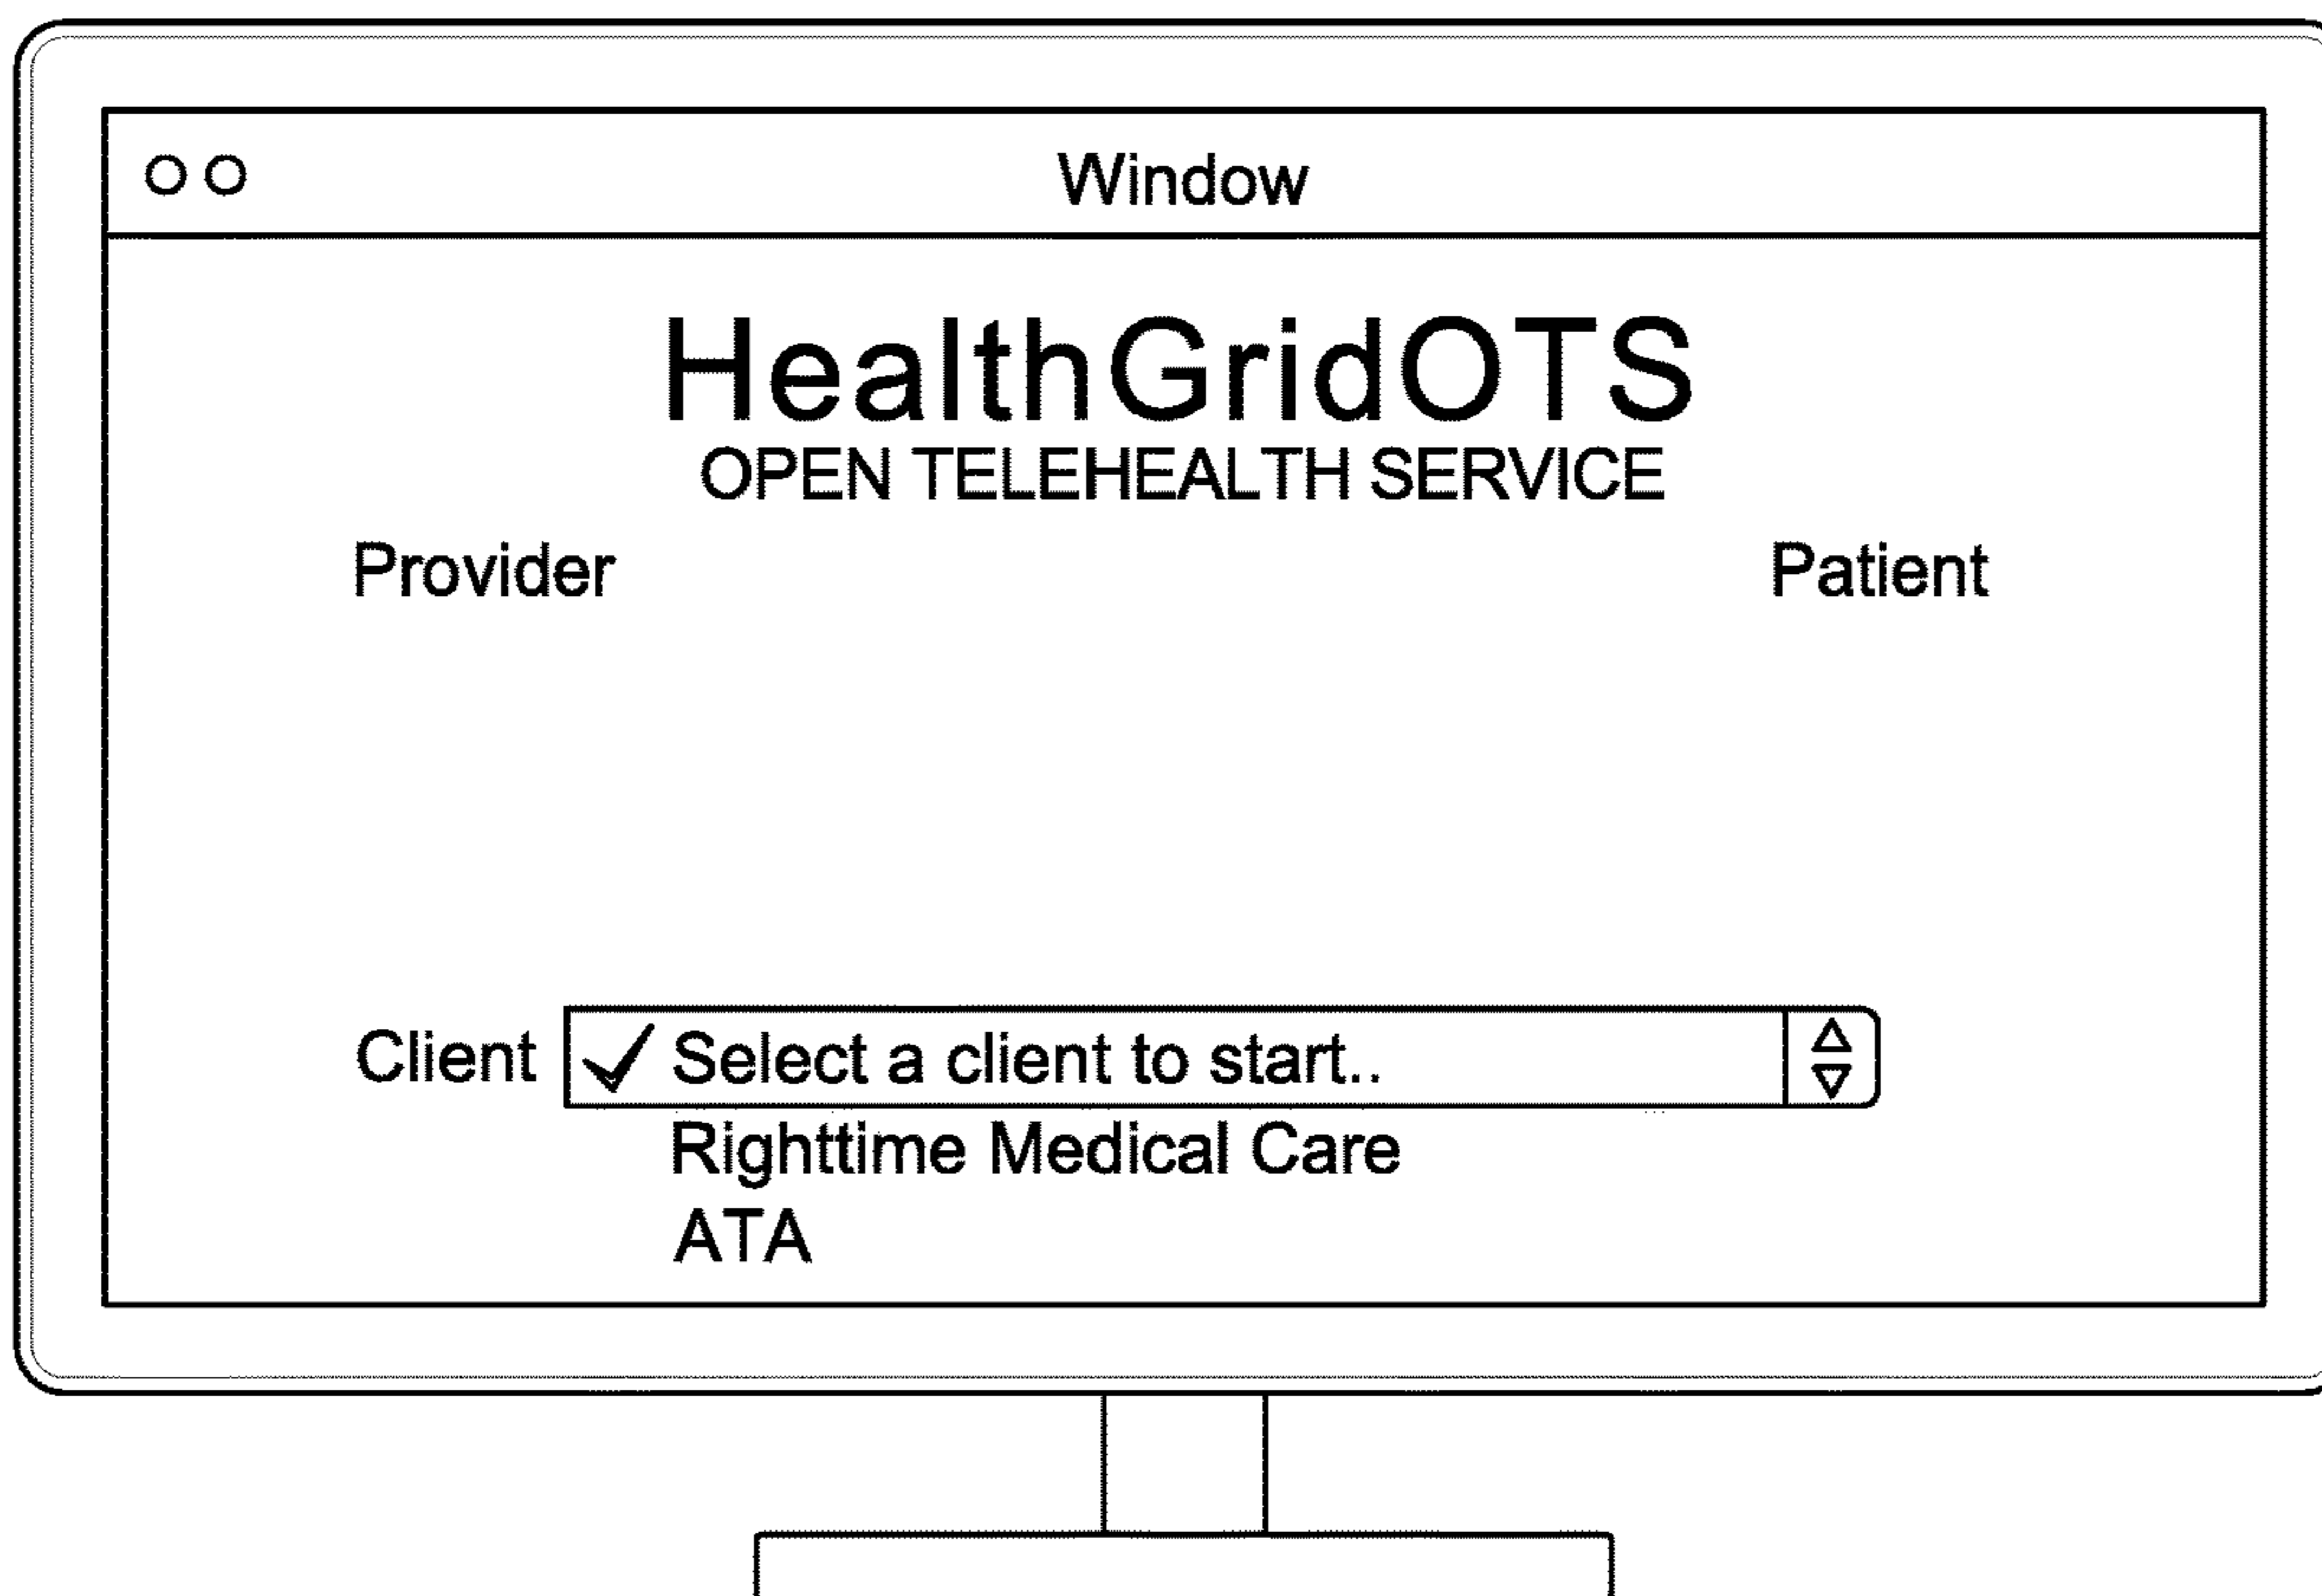 Window
HealthGridOTS
OPEN TELEHEALTH SERVICE
Provider Patient
Client Select a client to start..
Righttime Medical Care
ATA